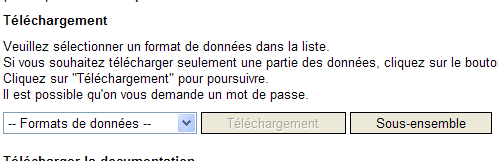 Téléchargement
Veuillez sélectionner un format de données dans la liste.
Si vous souhaitez télécharger seulement une partie des données, cliquez sur le bouto
Cliquez sur "Téléchargement" pour poursuivre.
Il est possible qu'on vous demande un mot de passe.
-- Formats de données -- Téléchargement Sous-ensemble
Télécharger la documentation